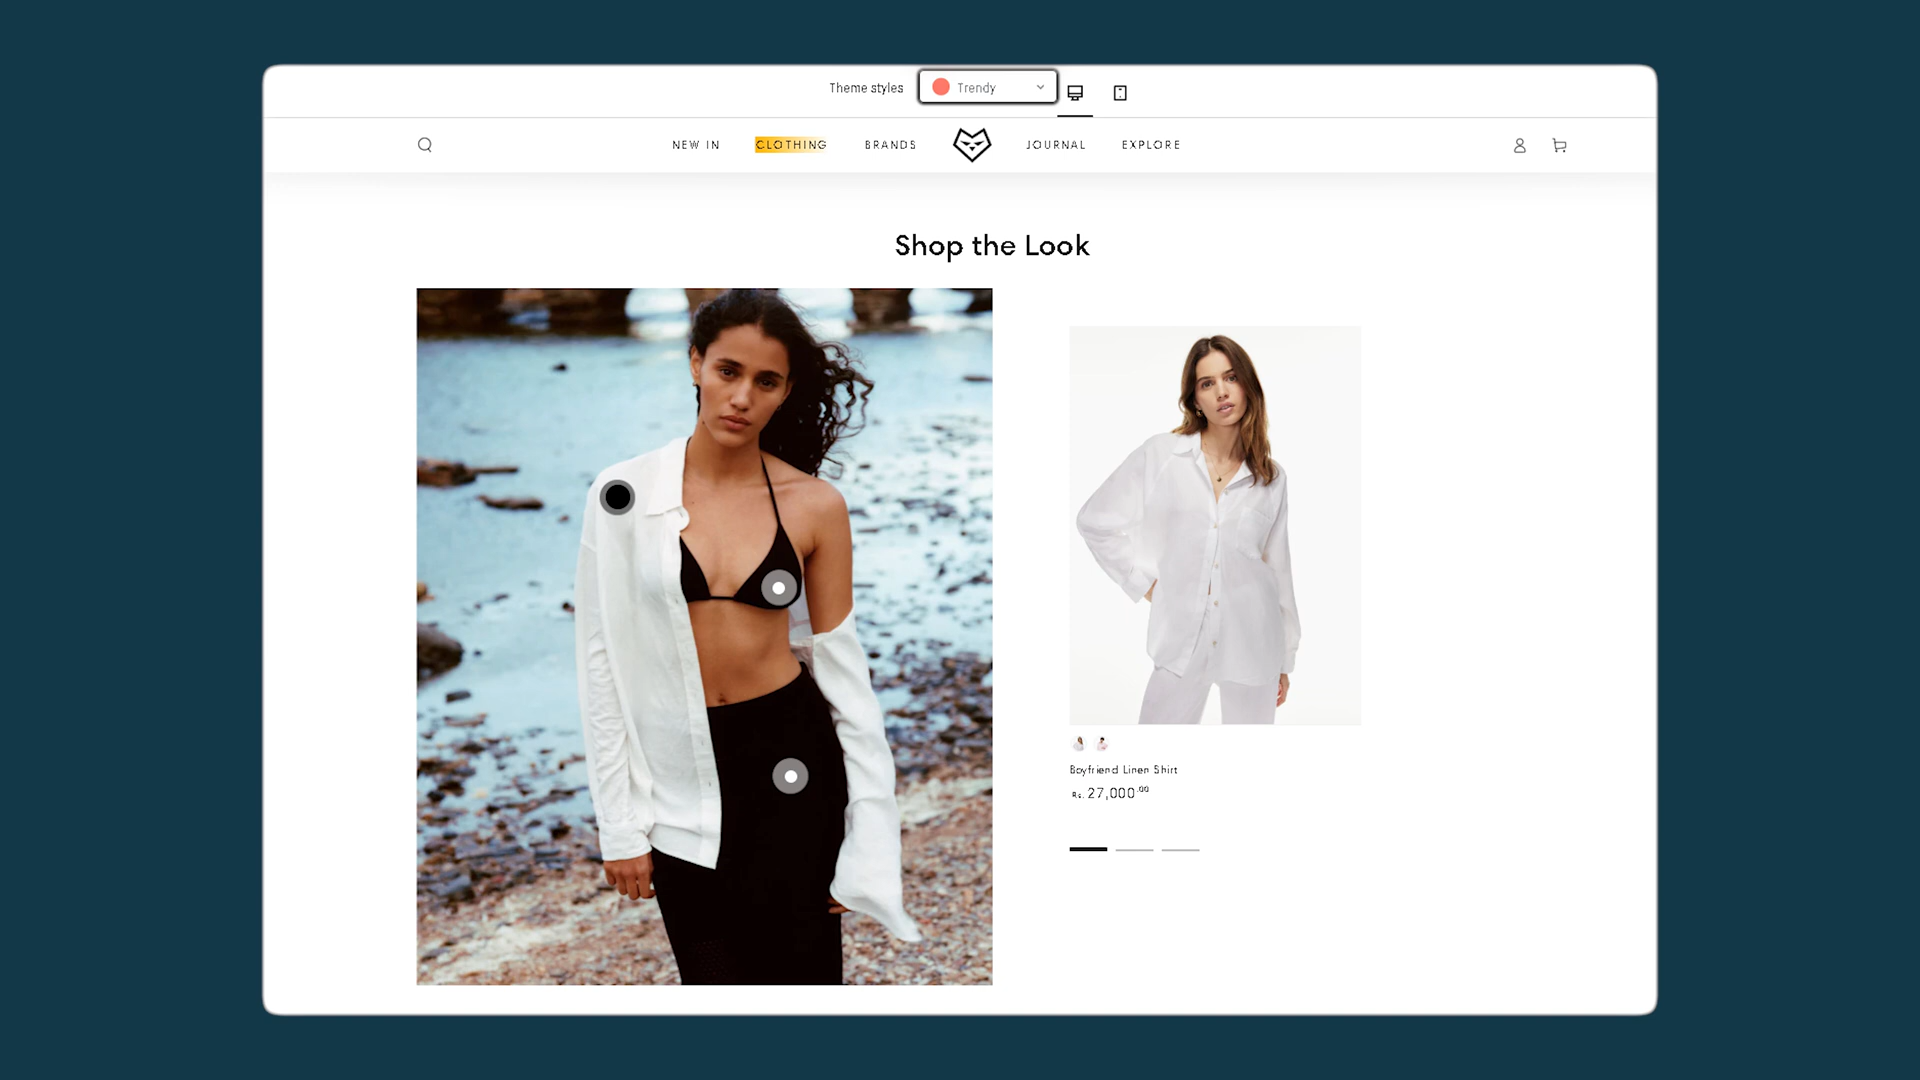 Theme styles
Trendy
NEW IN
CLOTHING
BRANDS
JOURNAL
EXPLORE
Shop the Look
Boyfriend Linen Shirt
Rs. 27,000.00